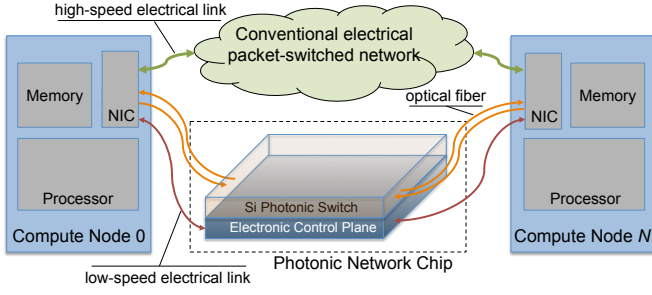 high-speed electrical link
Conventional electrical
packet-switched network
optical fiber
Memory
NIC
Processor
Compute Node 0
NIC
Memory
Processor
Compute Node N
Si Photonic Switch
Electronic Control Plane
Photonic Network Chip
low-speed electrical link